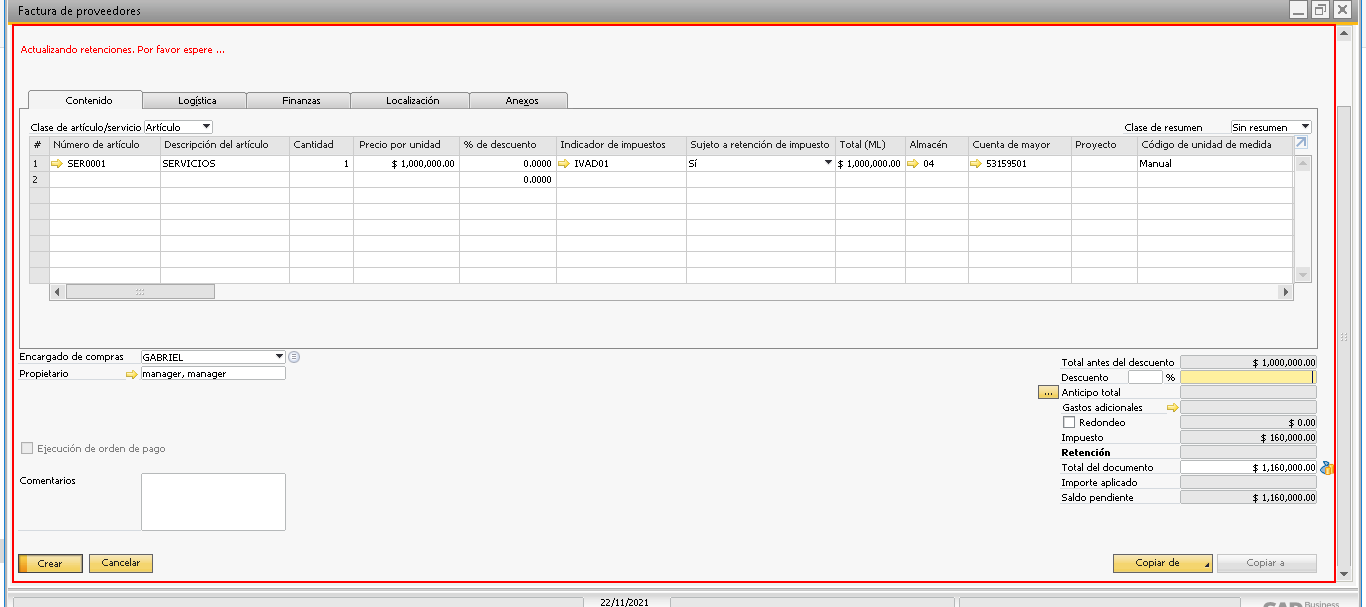 Factura de proveedores
Actualizando retenciones. Por favor espere ...
Contenido Logística Finanzas Localización Anexos
Clase de artículo/servicio Artículo Clase de resumen Sin resumen
# Número de artículo Descripción del artículo Cantidad Precio por unidad % de descuento Indicador de impuestos Sujeto a retención de impuesto Total (ML) Almacén Cuenta de mayor Proyecto Código de unidad de medida
1 SER0001 SERVICIOS 1 $ 1,000,000.00 0.0000 IVAD01 Sí $ 1,000,000.00 04 53159501 Manual
2 0.0000
Encargado de compras GABRIEL
Propietario manager, manager
Total antes del descuento $ 1,000,000.00
Descuento %
... Anticipo total
Gastos adicionales
Redondeo $ 0.00
Impuesto $ 160,000.00
Retención
Total del documento $ 1,160,000.00
Importe aplicado
Saldo pendiente $ 1,160,000.00
Ejecución de orden de pago
Comentarios
Crear Cancelar Copiar de Copiar a
22/11/2021 Business